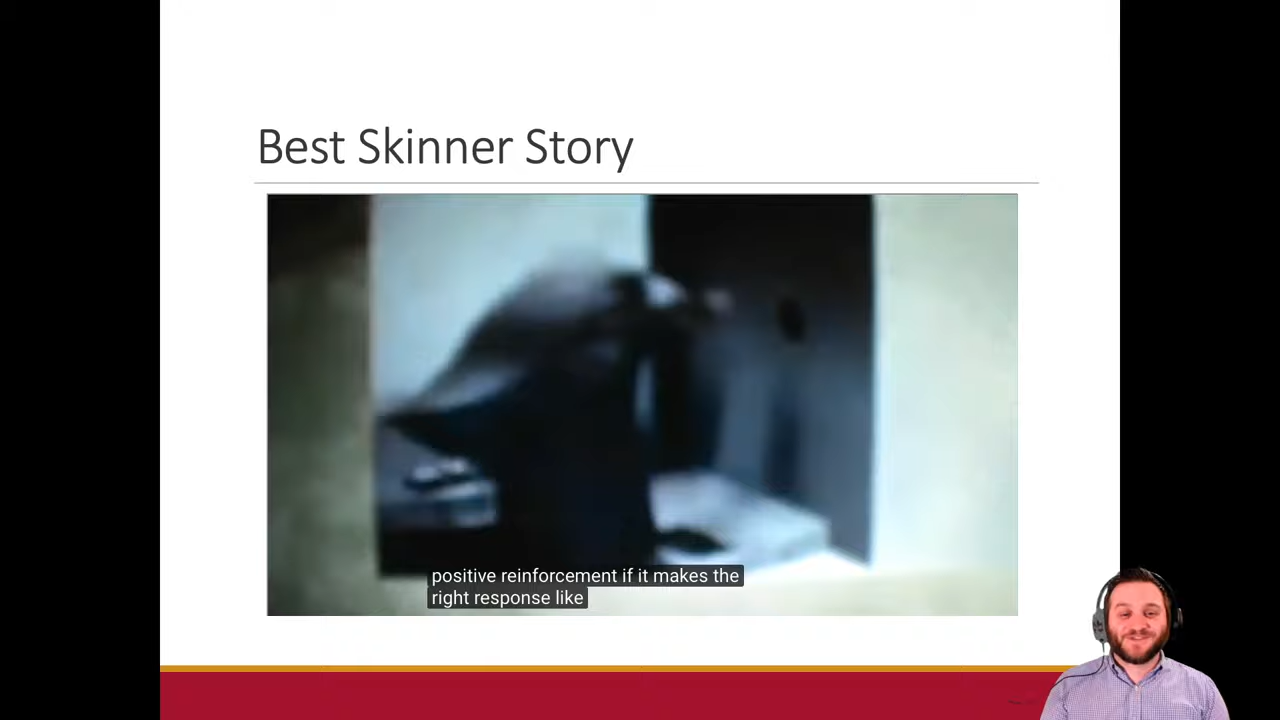 Best Skinner Story
positive reinforcement if it makes the
right response like